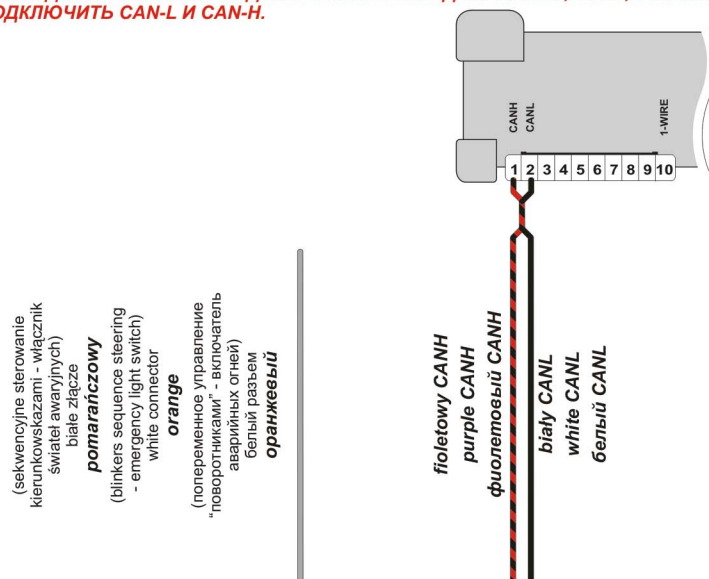 ПОДКЛЮЧИТЬ CAN-L И CAN-H.
CANH
CANL
1-WIRE
1 2 3 4 5 6 7 8 9 10
(sekwencyjne sterowanie
kierunkowskazami - włącznik
świateł awaryjnych)
białe złącze
pomarańczowy
(blinkers sequence steering
- emergency light switch)
white connector
orange
(попеременное управление
"поворотниками" - включатель
аварийных огней)
белый разъем
оранжевый
fioletowy CANH
purple CANH
фиолетовый CANH
biały CANL
white CANL
белый CANL